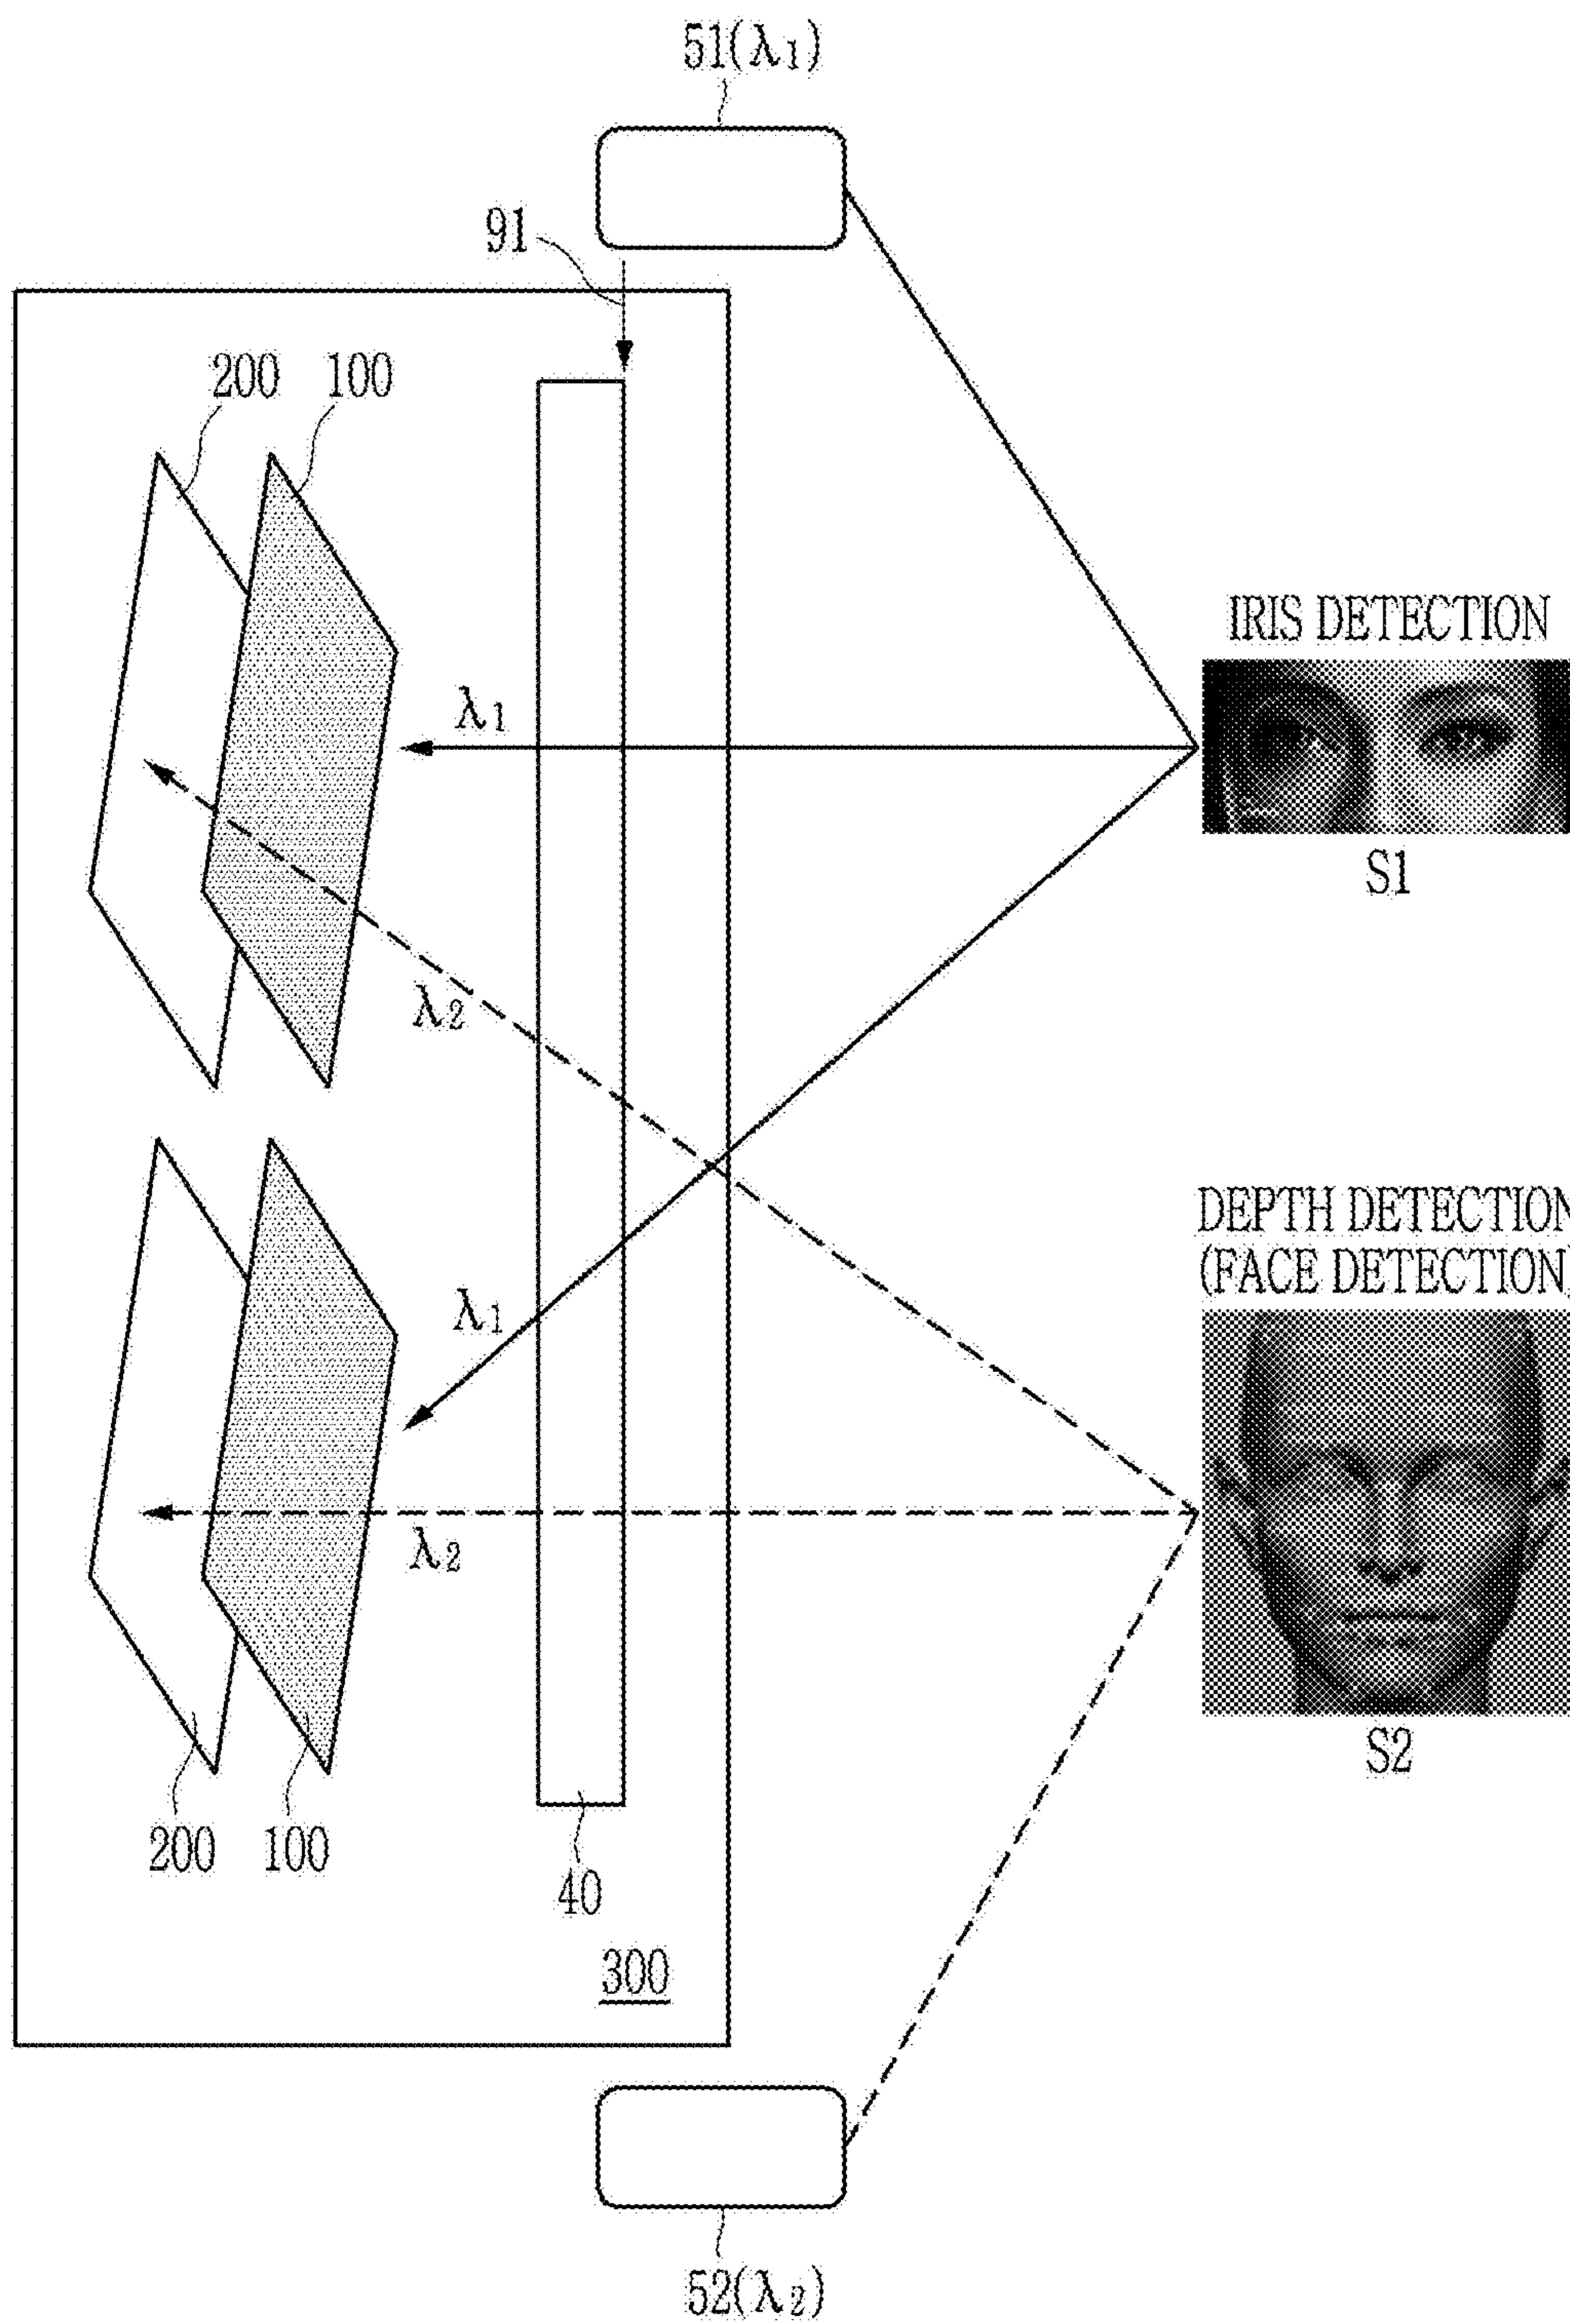 51(λ1)
91
200
100
λ1
IRIS DETECTION
S1
λ2
DEPTH DETECTION
(FACE DETECTION)
λ1
λ2
S2
200
100
40
300
52(λ2)